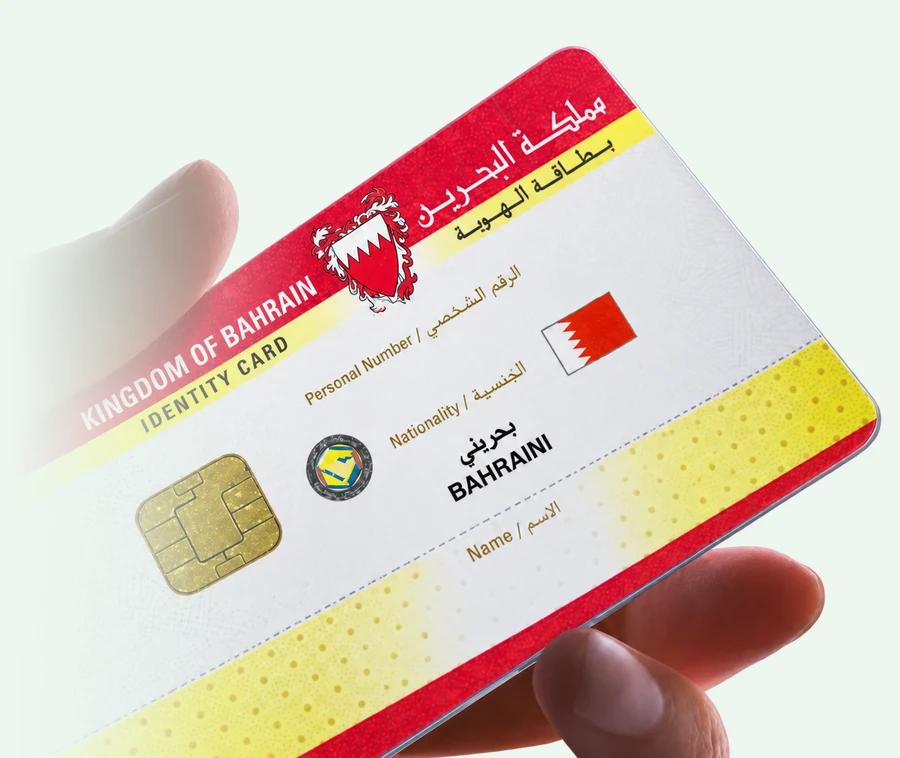 مملكة البحرين
بطاقة الهوية
KINGDOM OF BAHRAIN
IDENTITY CARD
Personal Number / الرقم الشخصي
Nationality / الجنسية
بحريني
BAHRAINI
Name / الاسم